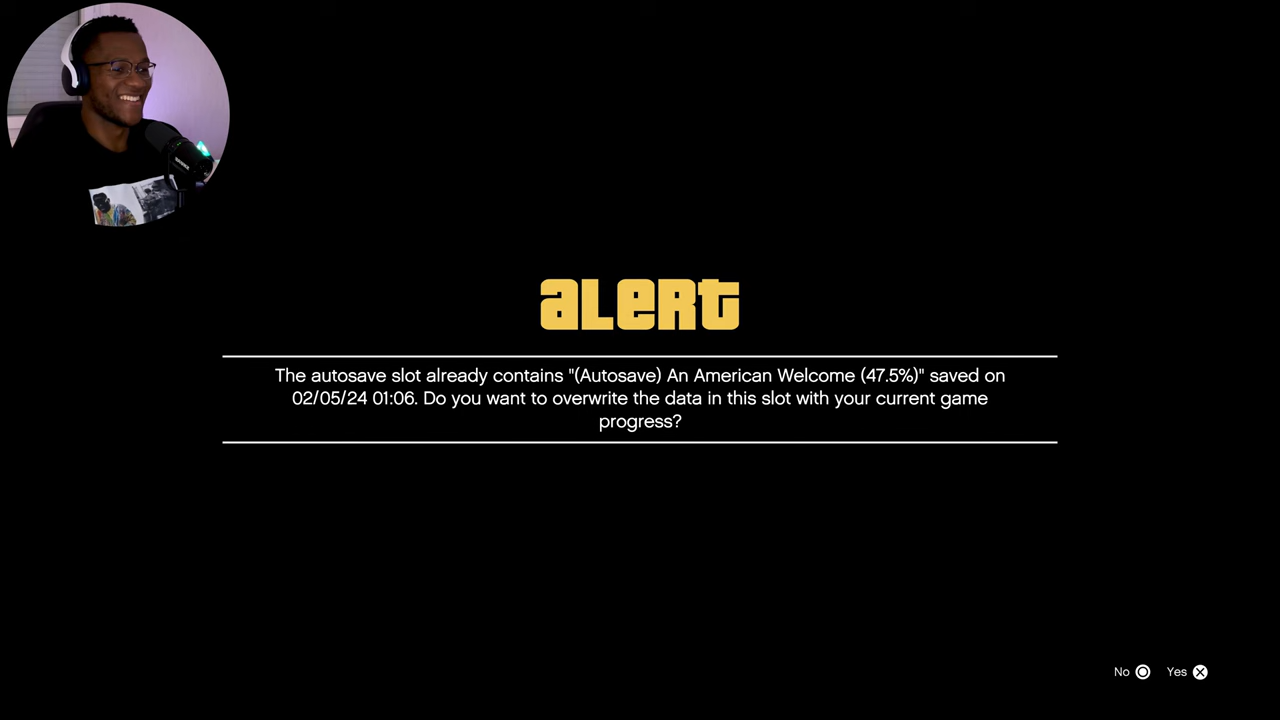 aLeRt
The autosave slot already contains "(Autosave) An American Welcome (47.5%)" saved on
02/05/24 01:06. Do you want to overwrite the data in this slot with your current game
progress?
No Yes